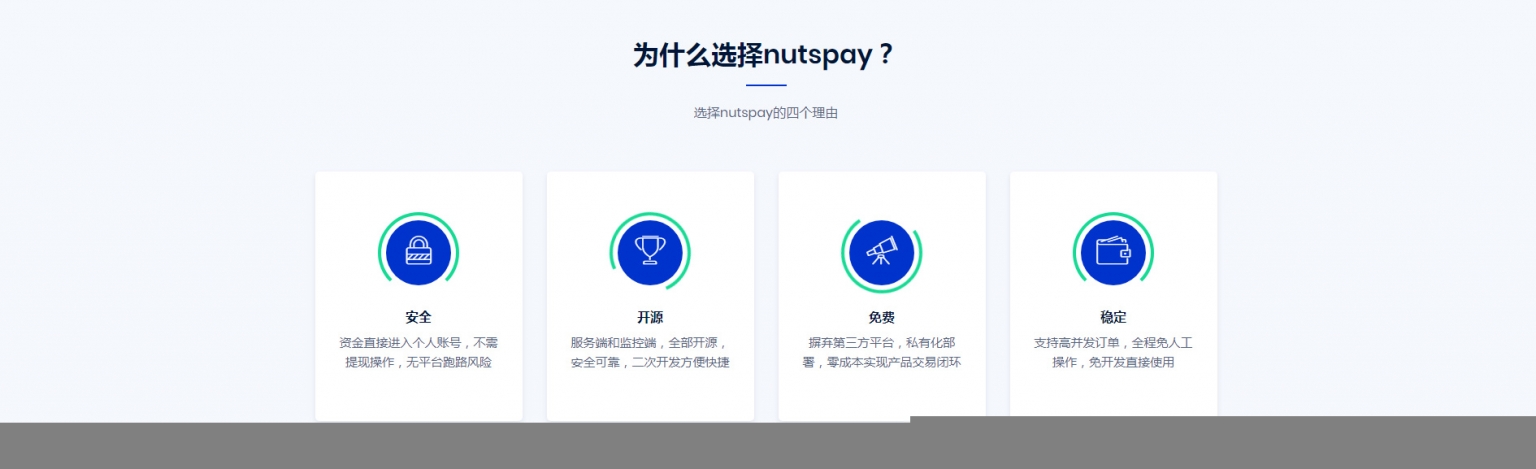 为什么选择nutspay？
选择nutspay的四个理由
安全
资金直接进入个人账号，不需
提现操作，无平台跑路风险
开源
服务端和监控端，全部开源，
安全可靠，二次开发方便快捷
免费
摒弃第三方平台，私有化部
署，零成本实现产品交易闭环
稳定
支持高并发订单，全程免人工
操作，免开发直接使用